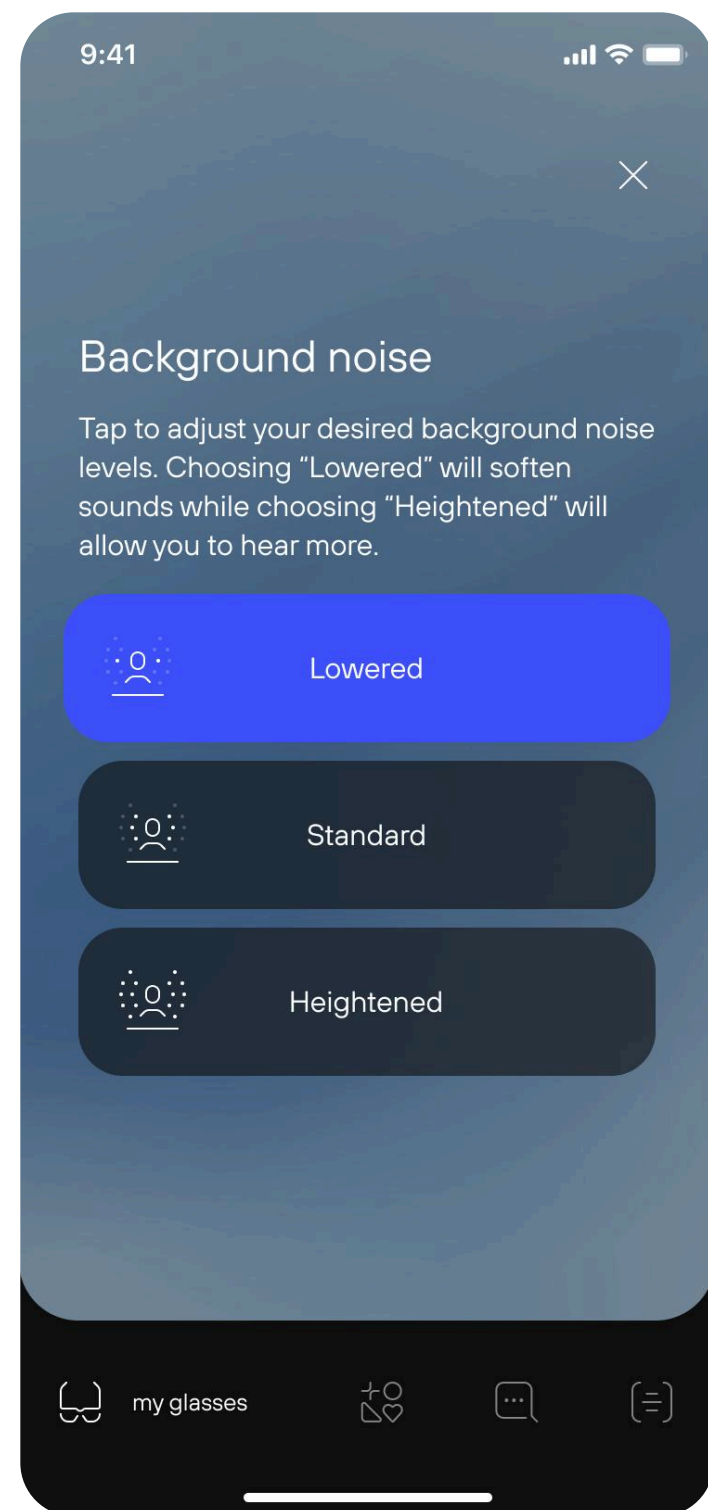 9:41
Background noise
Tap to adjust your desired background noise
levels. Choosing “Lowered” will soften
sounds while choosing “Heightened” will
allow you to hear more.
Lowered
Standard
Heightened
my glasses